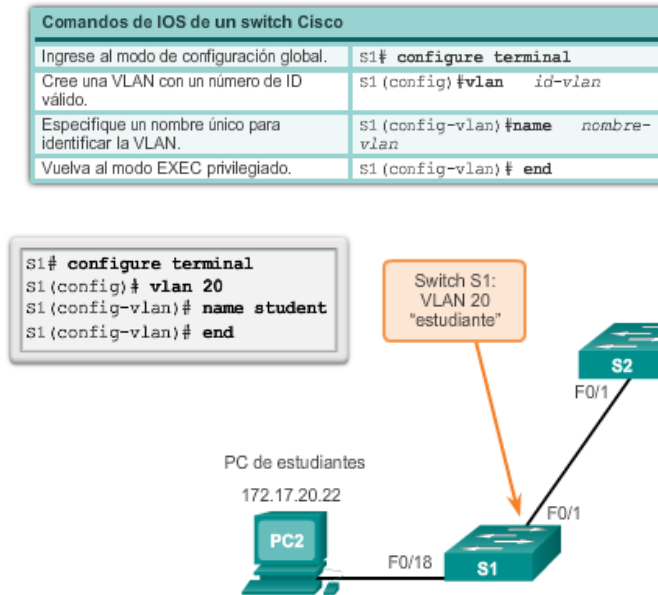 Comandos de IOS de un switch Cisco
Ingrese al modo de configuración global.
S1# configure terminal
Cree una VLAN con un número de ID
válido.
S1(config)#vlan id-vlan
Especifique un nombre único para
identificar la VLAN.
S1(config-vlan)#name nombre-
vlan
Vuelva al modo EXEC privilegiado.
S1(config-vlan)# end
S1# configure terminal
S1(config)# vlan 20
S1(config-vlan)# name student
S1(config-vlan)# end
Switch S1:
VLAN 20
"estudiante"
S2
F0/1
PC de estudiantes
172.17.20.22
PC2
F0/18
F0/1
S1